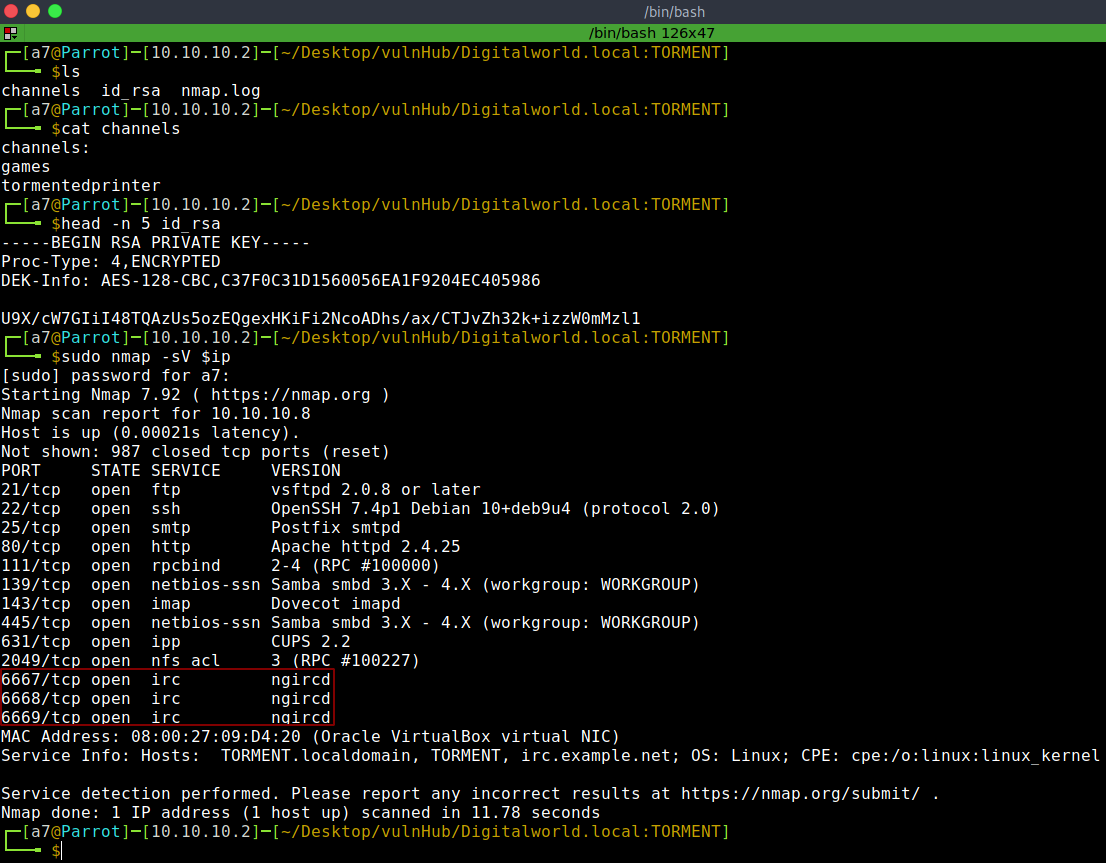 /bin/bash
/bin/bash 126x47
┌─[a7@Parrot]─[10.10.10.2]─[~/Desktop/vulnHub/Digitalworld.local:TORMENT]
└──╼ $ls
channels  id_rsa  nmap.log
┌─[a7@Parrot]─[10.10.10.2]─[~/Desktop/vulnHub/Digitalworld.local:TORMENT]
└──╼ $cat channels
channels:
games
tormentedprinter
┌─[a7@Parrot]─[10.10.10.2]─[~/Desktop/vulnHub/Digitalworld.local:TORMENT]
└──╼ $head -n 5 id_rsa
-----BEGIN RSA PRIVATE KEY-----
Proc-Type: 4,ENCRYPTED
DEK-Info: AES-128-CBC,C37F0C31D1560056EA1F9204EC405986

U9X/cW7GIiI48TQAzUs5ozEQgexHKiFi2NcoADhs/ax/CTJvZh32k+izzW0mMzl1
┌─[a7@Parrot]─[10.10.10.2]─[~/Desktop/vulnHub/Digitalworld.local:TORMENT]
└──╼ $sudo nmap -sV $ip
[sudo] password for a7:
Starting Nmap 7.92 ( https://nmap.org )
Nmap scan report for 10.10.10.8
Host is up (0.00021s latency).
Not shown: 987 closed tcp ports (reset)
PORT     STATE SERVICE     VERSION
21/tcp   open  ftp         vsftpd 2.0.8 or later
22/tcp   open  ssh         OpenSSH 7.4p1 Debian 10+deb9u4 (protocol 2.0)
25/tcp   open  smtp        Postfix smtpd
80/tcp   open  http        Apache httpd 2.4.25
111/tcp  open  rpcbind     2-4 (RPC #100000)
139/tcp  open  netbios-ssn Samba smbd 3.X - 4.X (workgroup: WORKGROUP)
143/tcp  open  imap        Dovecot imapd
445/tcp  open  netbios-ssn Samba smbd 3.X - 4.X (workgroup: WORKGROUP)
631/tcp  open  ipp         CUPS 2.2
2049/tcp open  nfs_acl     3 (RPC #100227)
6667/tcp open  irc         ngircd
6668/tcp open  irc         ngircd
6669/tcp open  irc         ngircd
MAC Address: 08:00:27:09:D4:20 (Oracle VirtualBox virtual NIC)
Service Info: Hosts:  TORMENT.localdomain, TORMENT, irc.example.net; OS: Linux; CPE: cpe:/o:linux:linux_kernel

Service detection performed. Please report any incorrect results at https://nmap.org/submit/ .
Nmap done: 1 IP address (1 host up) scanned in 11.78 seconds
┌─[a7@Parrot]─[10.10.10.2]─[~/Desktop/vulnHub/Digitalworld.local:TORMENT]
└──╼ $